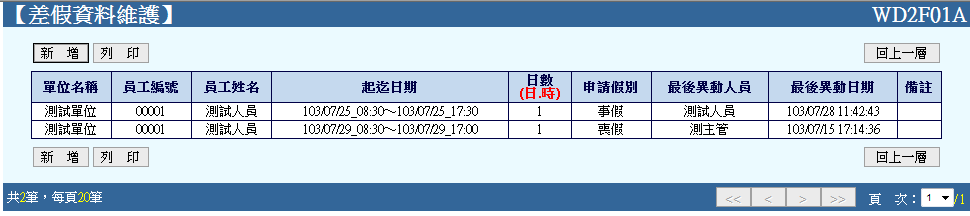 【差假資料維護】 WD2F01A
新 增 列 印 回上一層
單位名稱 員工編號 員工姓名 起迄日期 日數(日.時) 申請假別 最後異動人員 最後異動日期 備註
測試單位 00001 測試人員 103/07/25_08:30～103/07/25_17:30 1 事假 測試人員 103/07/28 11:42:43
測試單位 00001 測試人員 103/07/29_08:30～103/07/29_17:00 1 喪假 測主管 103/07/15 17:14:36
新 增 列 印 回上一層
共2筆，每頁20筆 << < > >> 頁 次：1 /1